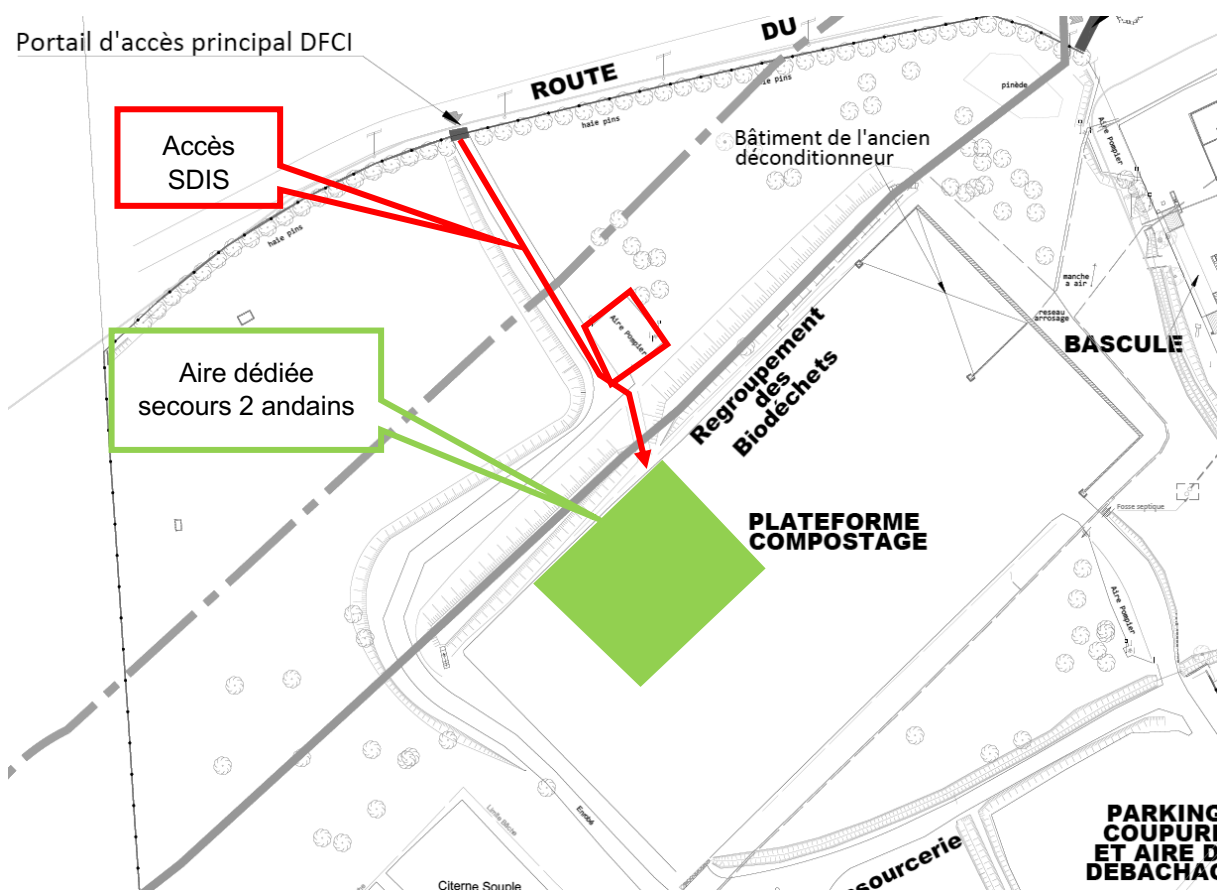 Portail d'accès principal DFCI
ROUTE
DU
haie pins
haie pins
haie pins
pinède
Aire Pompier
Accès
SDIS
Bâtiment de l'ancien
déconditionneur
manche
a air
reseau
arrosage
BASCULE
Aire Pompier
Regroupement
des
Biodéchets
Aire dédiée
secours 2 andains
Fosse septique
PLATEFORME
COMPOSTAGE
Aire Pompier
Enrobé
Citerne Souple
ssourcerie
PARKING
COUPURE
ET AIRE D
DEBACHAG